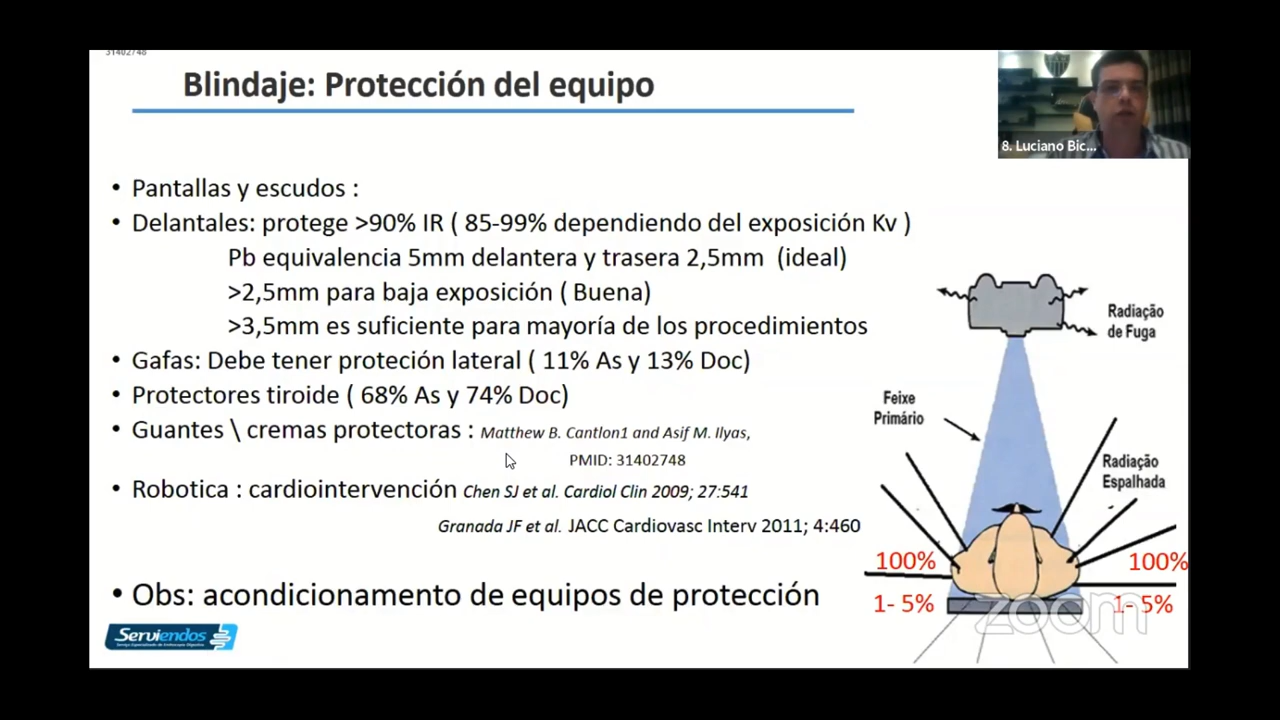 31402748
Blindaje: Protección del equipo
8. Luciano Bic...
• Pantallas y escudos :
• Delantales: protege >90% IR ( 85-99% dependiendo del exposición Kv )
Pb equivalencia 5mm delantera y trasera 2,5mm (ideal)
>2,5mm para baja exposición ( Buena)
>3,5mm es suficiente para mayoría de los procedimientos
• Gafas: Debe tener proteción lateral ( 11% As y 13% Doc)
• Protectores tiroide ( 68% As y 74% Doc)
• Guantes \ cremas protectoras : Matthew B. Cantlon1 and Asif M. Ilyas,
PMID: 31402748
• Robotica : cardiointervención Chen SJ et al. Cardiol Clin 2009; 27:541
Granada JF et al. JACC Cardiovasc Interv 2011; 4:460
• Obs: acondicionamento de equipos de protección
Radiação
de Fuga
Feixe
Primário
Radiação
Espalhada
100%
100%
1- 5%
1- 5%
zoom
Serviendos